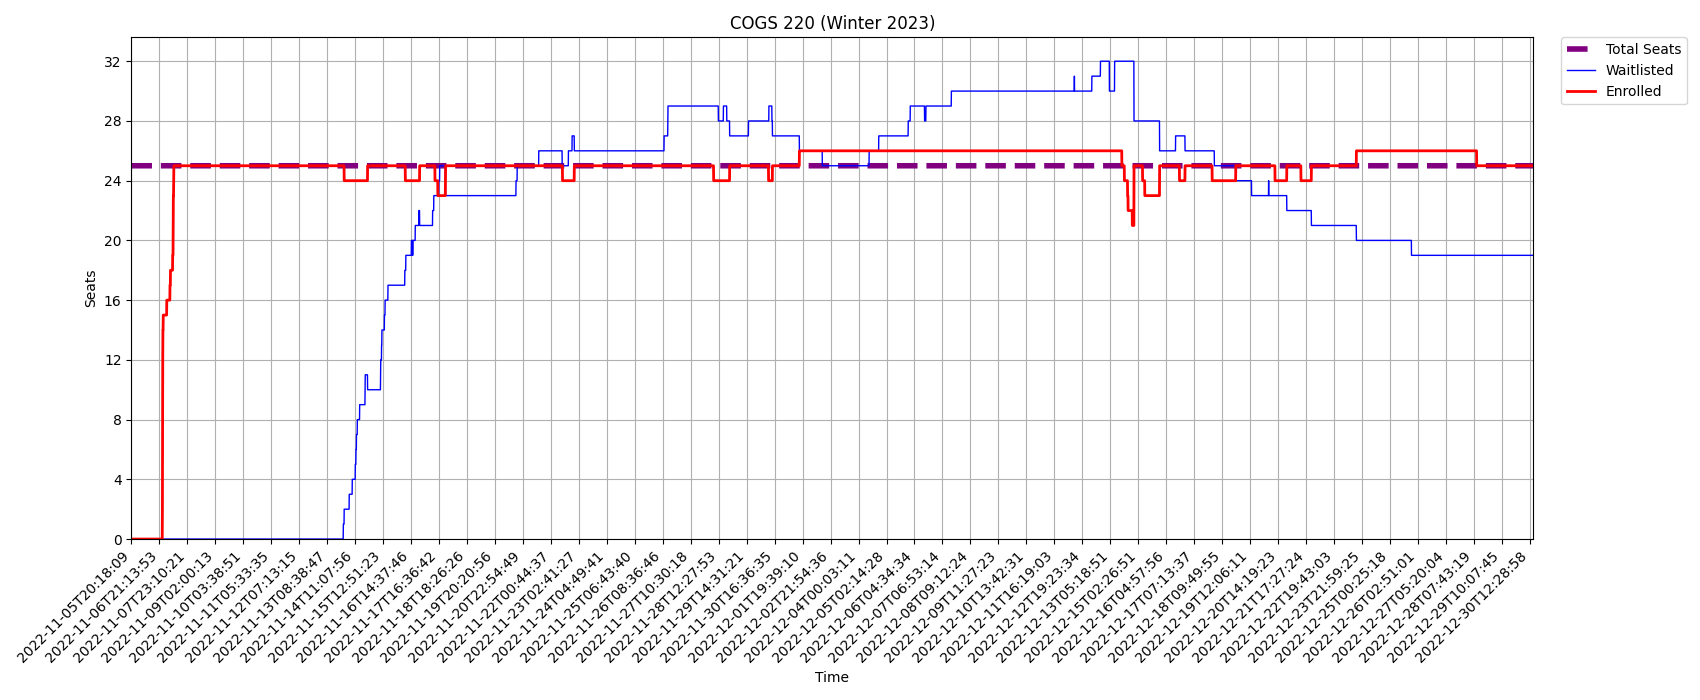 COGS 220 (Winter 2023)
Total Seats
Waitlisted
Enrolled
Seats
32
28
24
20
16
12
8
4
0
2022-11-05T20:18:09
2022-11-06T21:13:53
2022-11-07T23:10:21
2022-11-09T02:00:13
2022-11-10T03:38:51
2022-11-11T05:33:35
2022-11-12T07:13:15
2022-11-13T08:38:47
2022-11-14T11:07:56
2022-11-15T12:51:23
2022-11-16T14:37:46
2022-11-17T16:36:42
2022-11-18T18:26:26
2022-11-19T20:20:56
2022-11-20T22:54:49
2022-11-22T00:44:37
2022-11-23T02:41:27
2022-11-24T04:49:41
2022-11-25T06:43:40
2022-11-26T08:36:46
2022-11-27T10:30:18
2022-11-28T12:27:53
2022-11-29T14:31:21
2022-11-30T16:36:35
2022-12-01T19:39:10
2022-12-02T21:54:36
2022-12-04T00:03:11
2022-12-05T02:14:28
2022-12-06T04:34:34
2022-12-07T06:53:14
2022-12-08T09:12:24
2022-12-09T11:27:23
2022-12-10T13:42:31
2022-12-11T16:19:03
2022-12-12T19:23:34
2022-12-13T05:18:51
2022-12-15T02:26:51
2022-12-16T04:57:56
2022-12-17T07:13:37
2022-12-18T09:49:55
2022-12-19T12:06:11
2022-12-20T14:19:23
2022-12-21T17:27:24
2022-12-22T19:43:03
2022-12-23T21:59:25
2022-12-25T00:25:18
2022-12-26T02:51:01
2022-12-27T05:20:04
2022-12-28T07:43:19
2022-12-29T10:07:45
2022-12-30T12:28:58
Time